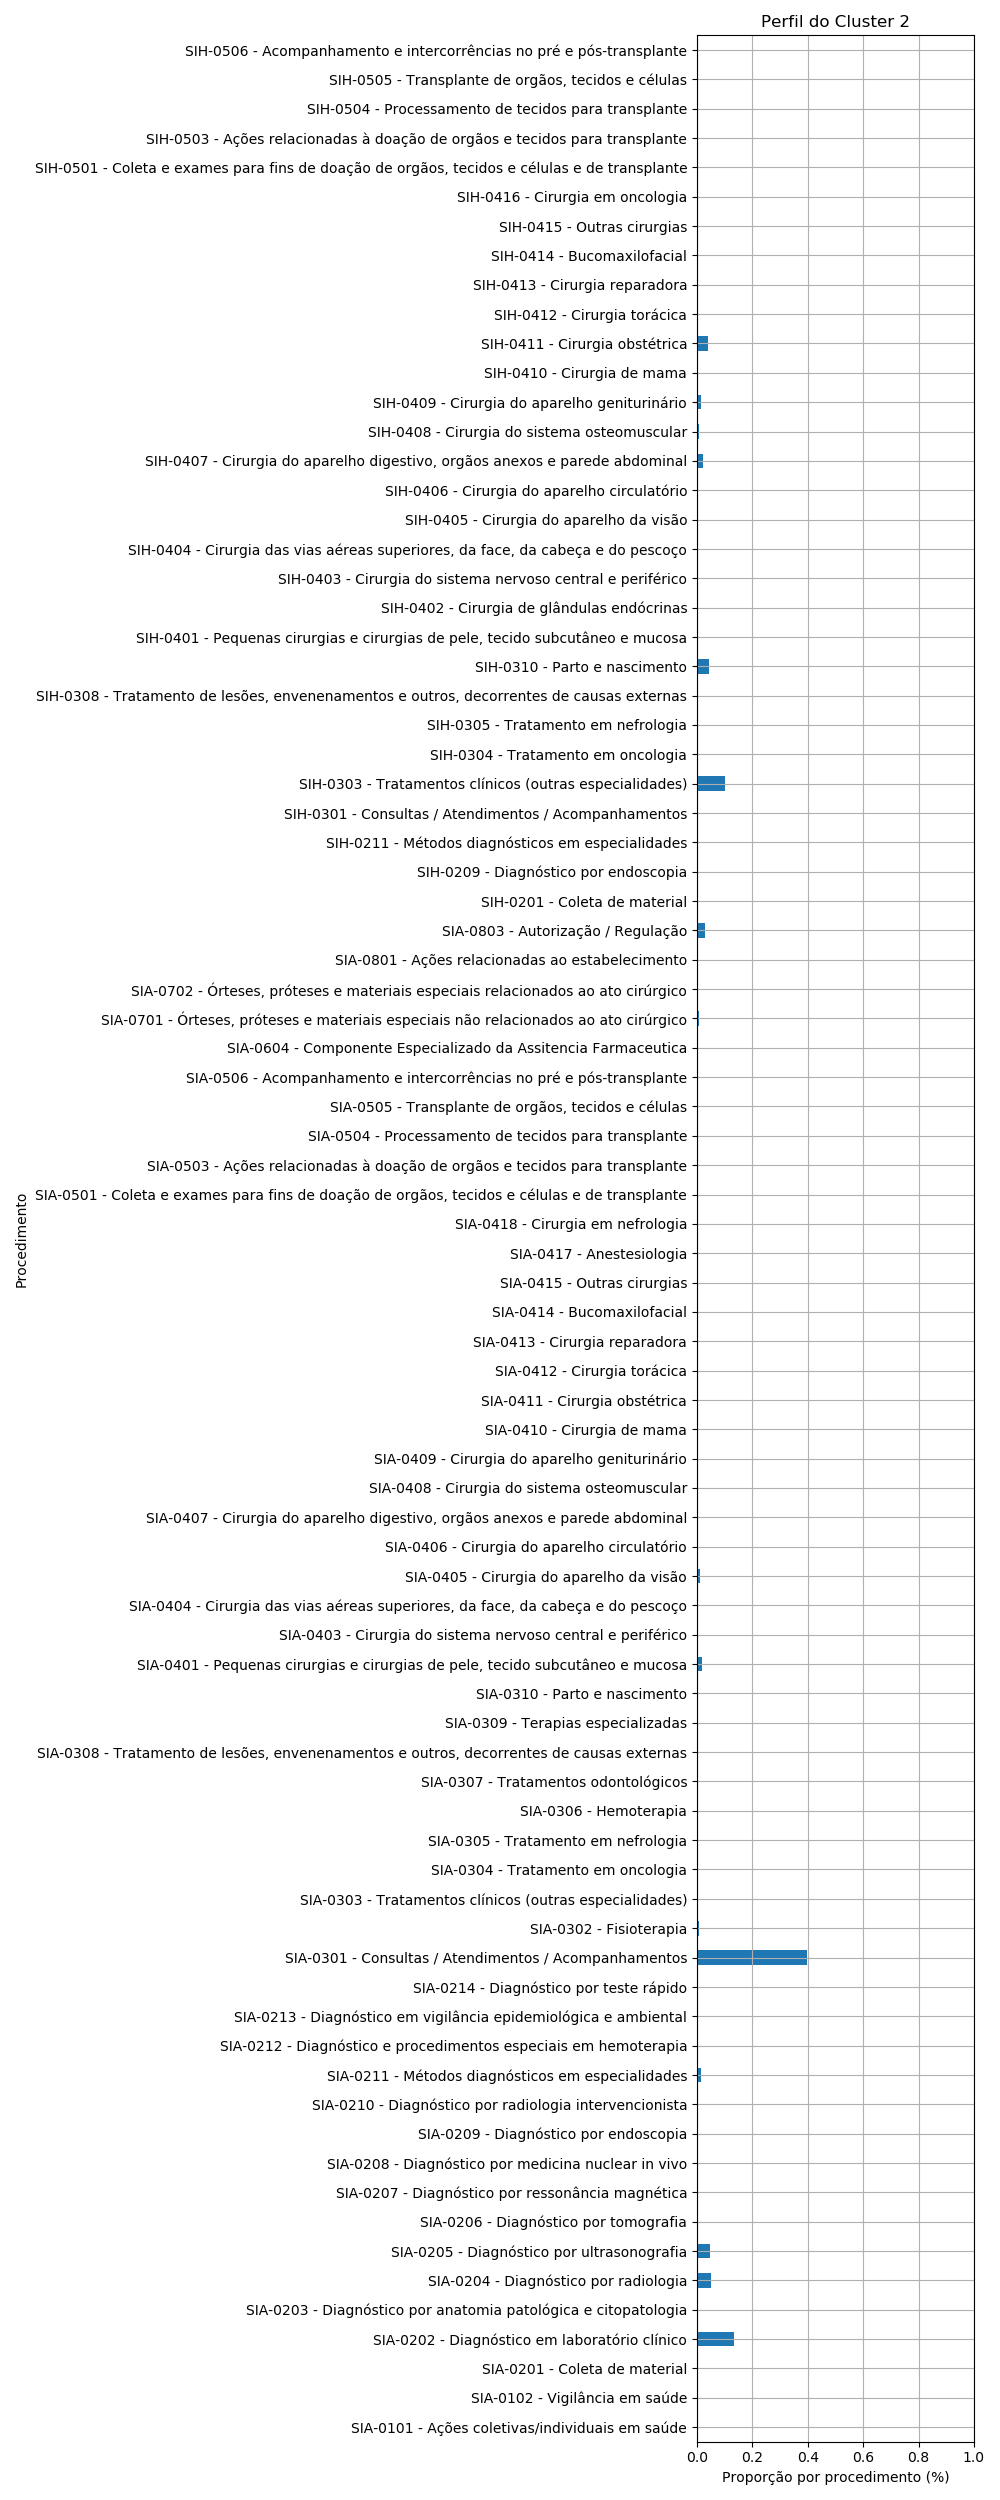 Perfil do Cluster 2
SIH-0506 - Acompanhamento e intercorrências no pré e pós-transplante
SIH-0505 - Transplante de orgãos, tecidos e células
SIH-0504 - Processamento de tecidos para transplante
SIH-0503 - Ações relacionadas à doação de orgãos e tecidos para transplante
SIH-0501 - Coleta e exames para fins de doação de orgãos, tecidos e células e de transplante
SIH-0416 - Cirurgia em oncologia
SIH-0415 - Outras cirurgias
SIH-0414 - Bucomaxilofacial
SIH-0413 - Cirurgia reparadora
SIH-0412 - Cirurgia torácica
SIH-0411 - Cirurgia obstétrica
SIH-0410 - Cirurgia de mama
SIH-0409 - Cirurgia do aparelho geniturinário
SIH-0408 - Cirurgia do sistema osteomuscular
SIH-0407 - Cirurgia do aparelho digestivo, orgãos anexos e parede abdominal
SIH-0406 - Cirurgia do aparelho circulatório
SIH-0405 - Cirurgia do aparelho da visão
SIH-0404 - Cirurgia das vias aéreas superiores, da face, da cabeça e do pescoço
SIH-0403 - Cirurgia do sistema nervoso central e periférico
SIH-0402 - Cirurgia de glândulas endócrinas
SIH-0401 - Pequenas cirurgias e cirurgias de pele, tecido subcutâneo e mucosa
SIH-0310 - Parto e nascimento
SIH-0308 - Tratamento de lesões, envenenamentos e outros, decorrentes de causas externas
SIH-0305 - Tratamento em nefrologia
SIH-0304 - Tratamento em oncologia
SIH-0303 - Tratamentos clínicos (outras especialidades)
SIH-0301 - Consultas / Atendimentos / Acompanhamentos
SIH-0211 - Métodos diagnósticos em especialidades
SIH-0209 - Diagnóstico por endoscopia
SIH-0201 - Coleta de material
SIA-0803 - Autorização / Regulação
SIA-0801 - Ações relacionadas ao estabelecimento
SIA-0702 - Órteses, próteses e materiais especiais relacionados ao ato cirúrgico
SIA-0701 - Órteses, próteses e materiais especiais não relacionados ao ato cirúrgico
SIA-0604 - Componente Especializado da Assitencia Farmaceutica
SIA-0506 - Acompanhamento e intercorrências no pré e pós-transplante
SIA-0505 - Transplante de orgãos, tecidos e células
SIA-0504 - Processamento de tecidos para transplante
SIA-0503 - Ações relacionadas à doação de orgãos e tecidos para transplante
SIA-0501 - Coleta e exames para fins de doação de orgãos, tecidos e células e de transplante
SIA-0418 - Cirurgia em nefrologia
SIA-0417 - Anestesiologia
SIA-0415 - Outras cirurgias
SIA-0414 - Bucomaxilofacial
SIA-0413 - Cirurgia reparadora
SIA-0412 - Cirurgia torácica
SIA-0411 - Cirurgia obstétrica
SIA-0410 - Cirurgia de mama
SIA-0409 - Cirurgia do aparelho geniturinário
SIA-0408 - Cirurgia do sistema osteomuscular
SIA-0407 - Cirurgia do aparelho digestivo, orgãos anexos e parede abdominal
SIA-0406 - Cirurgia do aparelho circulatório
SIA-0405 - Cirurgia do aparelho da visão
SIA-0404 - Cirurgia das vias aéreas superiores, da face, da cabeça e do pescoço
SIA-0403 - Cirurgia do sistema nervoso central e periférico
SIA-0401 - Pequenas cirurgias e cirurgias de pele, tecido subcutâneo e mucosa
SIA-0310 - Parto e nascimento
SIA-0309 - Terapias especializadas
SIA-0308 - Tratamento de lesões, envenenamentos e outros, decorrentes de causas externas
SIA-0307 - Tratamentos odontológicos
SIA-0306 - Hemoterapia
SIA-0305 - Tratamento em nefrologia
SIA-0304 - Tratamento em oncologia
SIA-0303 - Tratamentos clínicos (outras especialidades)
SIA-0302 - Fisioterapia
SIA-0301 - Consultas / Atendimentos / Acompanhamentos
SIA-0214 - Diagnóstico por teste rápido
SIA-0213 - Diagnóstico em vigilância epidemiológica e ambiental
SIA-0212 - Diagnóstico e procedimentos especiais em hemoterapia
SIA-0211 - Métodos diagnósticos em especialidades
SIA-0210 - Diagnóstico por radiologia intervencionista
SIA-0209 - Diagnóstico por endoscopia
SIA-0208 - Diagnóstico por medicina nuclear in vivo
SIA-0207 - Diagnóstico por ressonância magnética
SIA-0206 - Diagnóstico por tomografia
SIA-0205 - Diagnóstico por ultrasonografia
SIA-0204 - Diagnóstico por radiologia
SIA-0203 - Diagnóstico por anatomia patológica e citopatologia
SIA-0202 - Diagnóstico em laboratório clínico
SIA-0201 - Coleta de material
SIA-0102 - Vigilância em saúde
SIA-0101 - Ações coletivas/individuais em saúde
Procedimento
0.0 0.2 0.4 0.6 0.8 1.0
Proporção por procedimento (%)